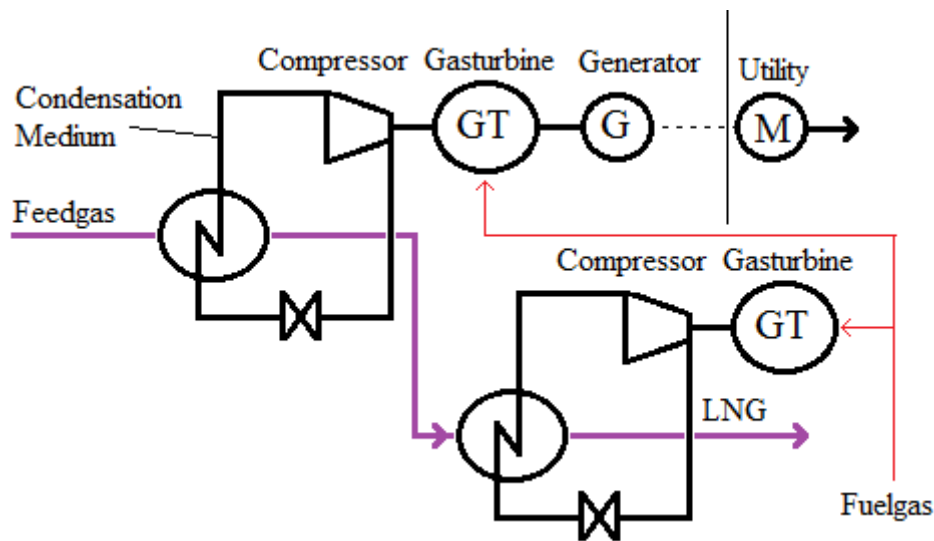 Compressor Gasturbine Generator Utility
Condensation
Medium
GT G M
Feedgas
Compressor Gasturbine
GT
LNG
Fuelgas